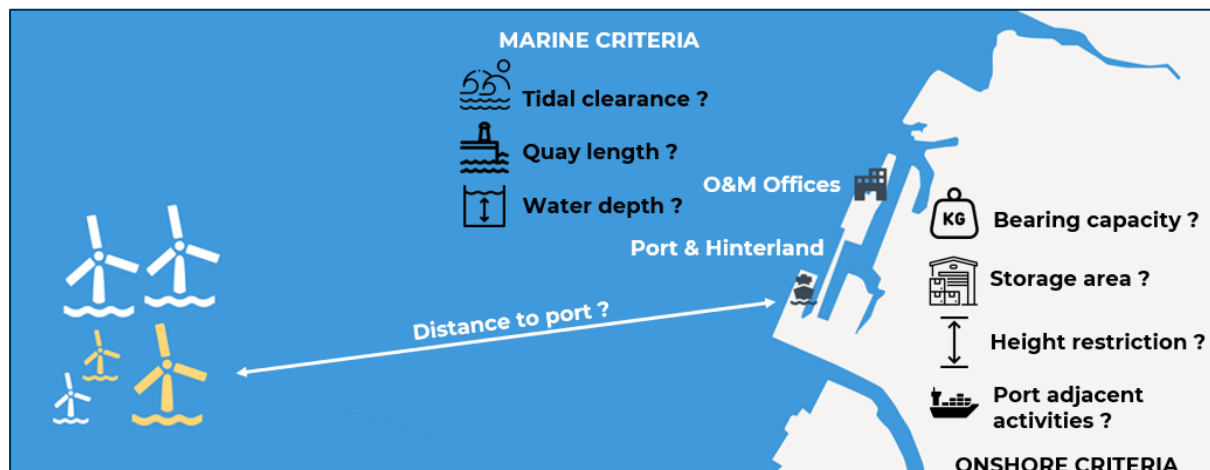 MARINE CRITERIA
Tidal clearance ?
Quay length ?
Water depth ?
O&M Offices
Port & Hinterland
Distance to port ?
KG
Bearing capacity ?
Storage area ?
Height restriction ?
Port adjacent
activities ?
ONSHORE CRITERIA